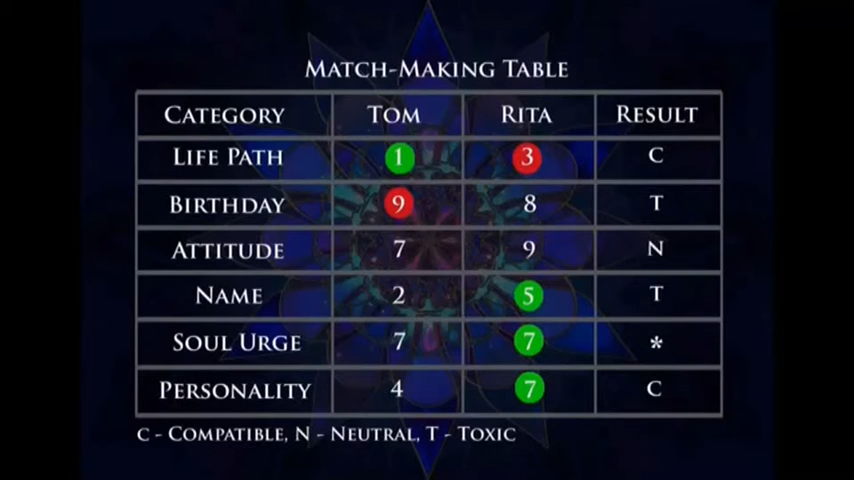 Match-Making Table
Category Tom Rita Result
Life Path 1 3 C
Birthday 9 8 T
Attitude 7 9 N
Name 2 5 T
Soul Urge 7 7 *
Personality 4 7 C
C - Compatible, N - Neutral, T - Toxic